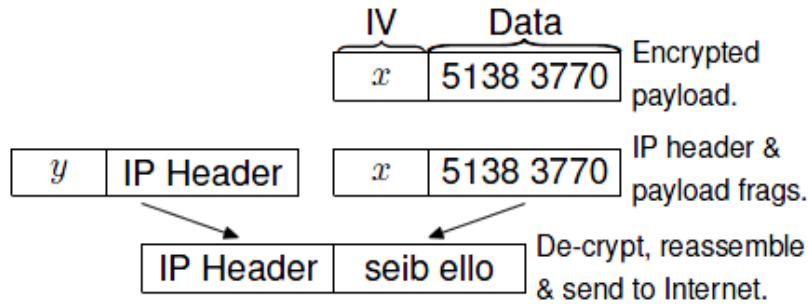 IV Data
x 5138 3770 Encrypted payload.
y IP Header x 5138 3770 IP header & payload frags.
IP Header seib ello De-crypt, reassemble & send to Internet.